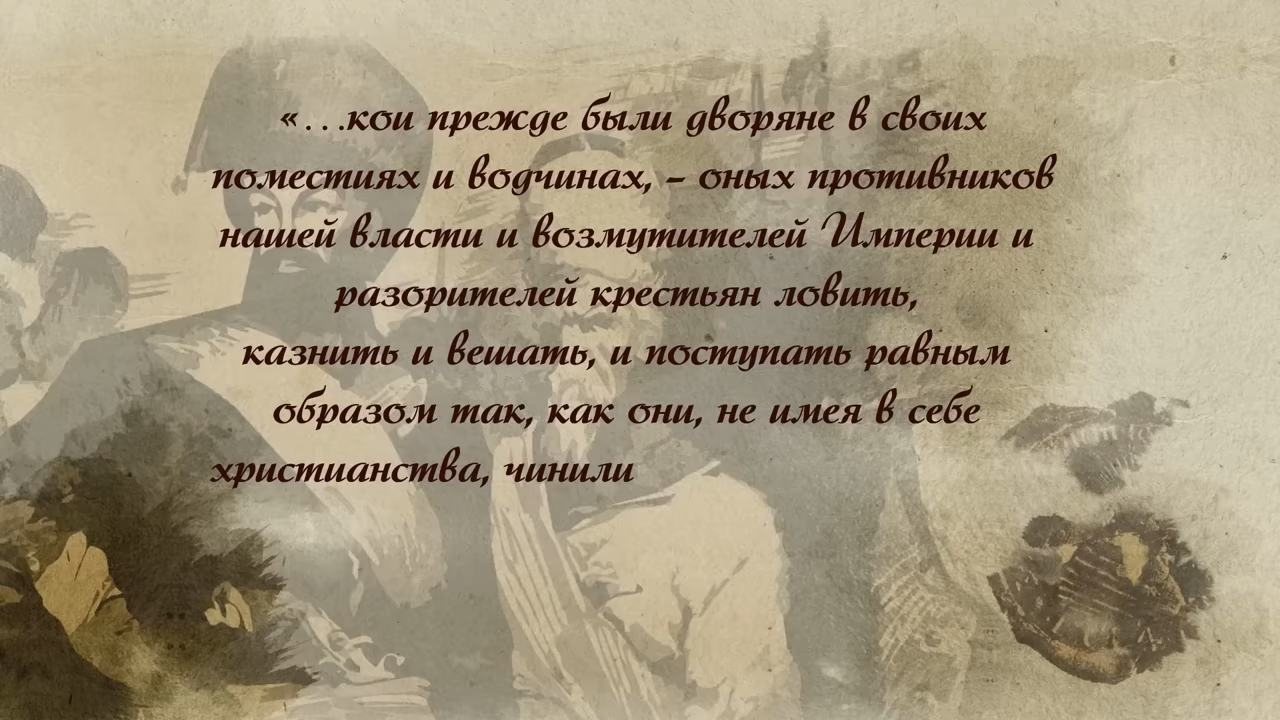 «…кои прежде были дворяне в своих
поместиях и водчинах, – оных противников
нашей власти и возмутителей Империи и
разорителей крестьян ловить,
казнить и вешать, и поступать равным
образом так, как они, не имея в себе
христианства, чинили